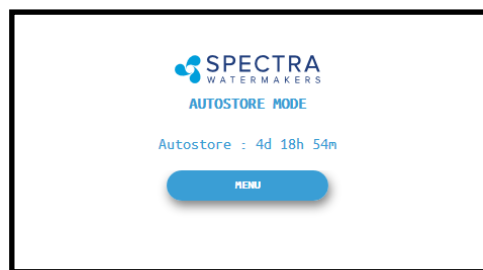 SPECTRA
WATERMAKERS
AUTOSTORE MODE
Autostore : 4d 18h 54m
MENU